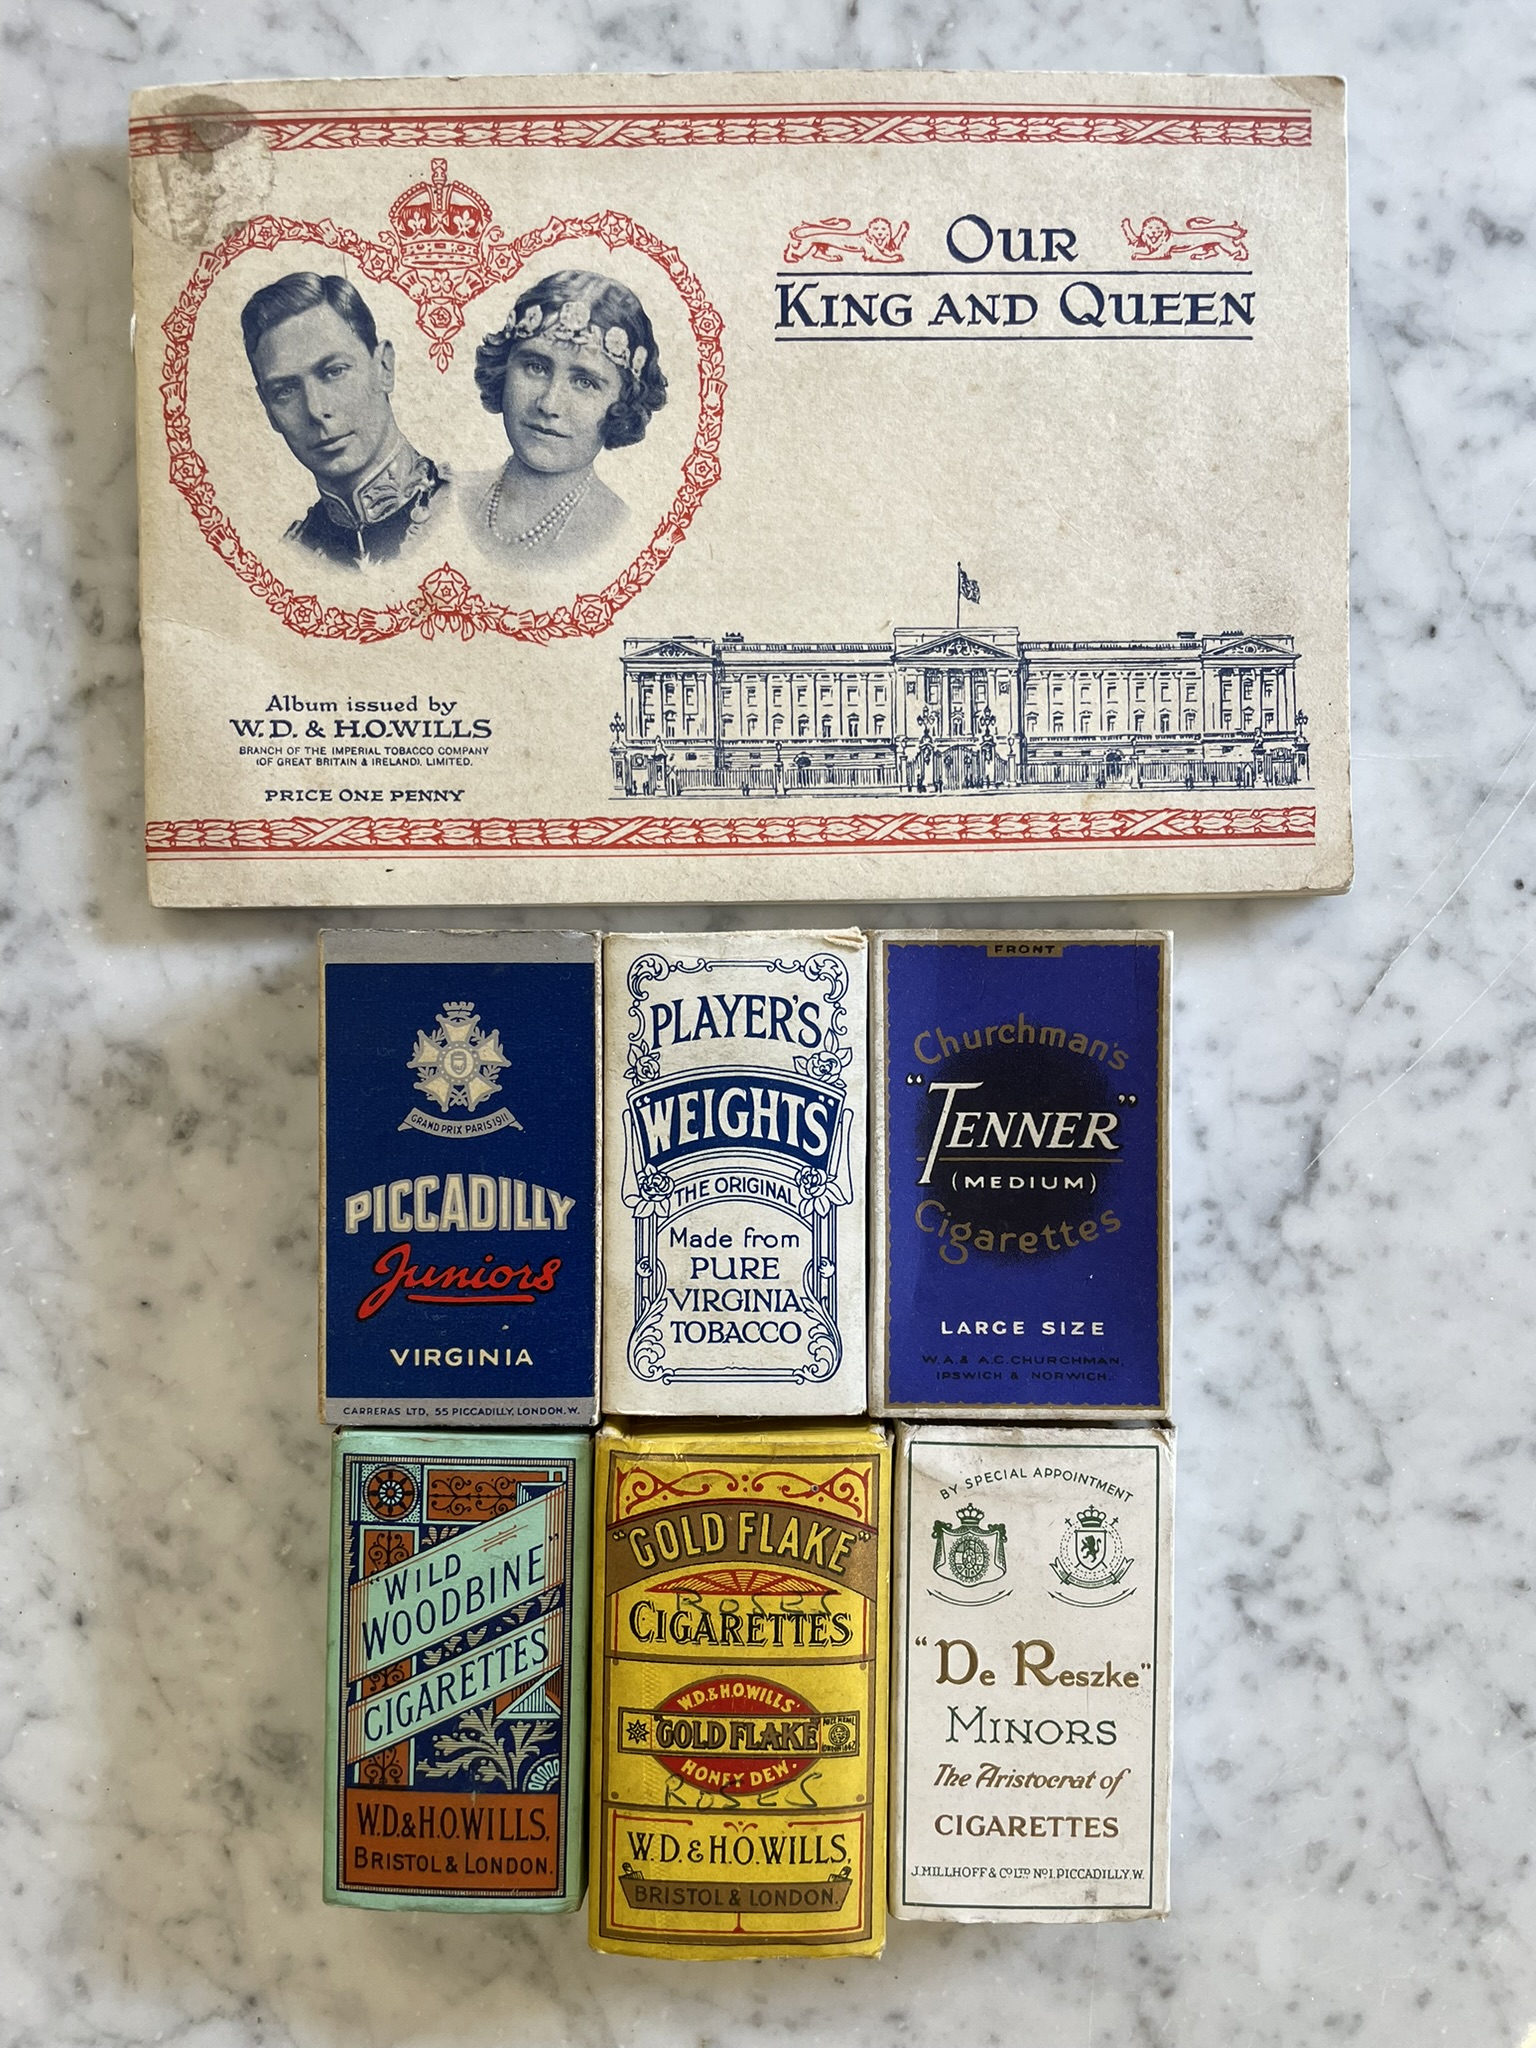 OUR
KING AND QUEEN
Album issued by
W.D. & H.O.WILLS
BRANCH OF THE IMPERIAL TOBACCO COMPANY
(OF GREAT BRITAIN & IRELAND), LIMITED.
PRICE ONE PENNY
GRAND PRIX PARIS 1911
PICCADILLY
Juniors
VIRGINIA
CARRERAS LTD, 55 PICCADILLY, LONDON. W.
PLAYER'S
"WEIGHTS"
THE ORIGINAL
Made from
PURE
VIRGINIA
TOBACCO
FRONT
Churchman's
"TENNER"
(MEDIUM)
Cigarettes
LARGE SIZE
W.A.& A.C.CHURCHMAN,
IPSWICH & NORWICH.
"WILD
WOODBINE"
CIGARETTES
W.D.& H.O.WILLS,
BRISTOL & LONDON.
"GOLD FLAKE"
ROSES
CIGARETTES
W.D.& H.O.WILLS'
"GOLD FLAKE"
HONEY DEW.
ROSES
W.D.& H.O.WILLS,
BRISTOL & LONDON.
BY SPECIAL APPOINTMENT
"De Reszke"
MINORS
The Aristocrat of
CIGARETTES
J.MILLHOFF & Co LTD No1.PICCADILLY.W.